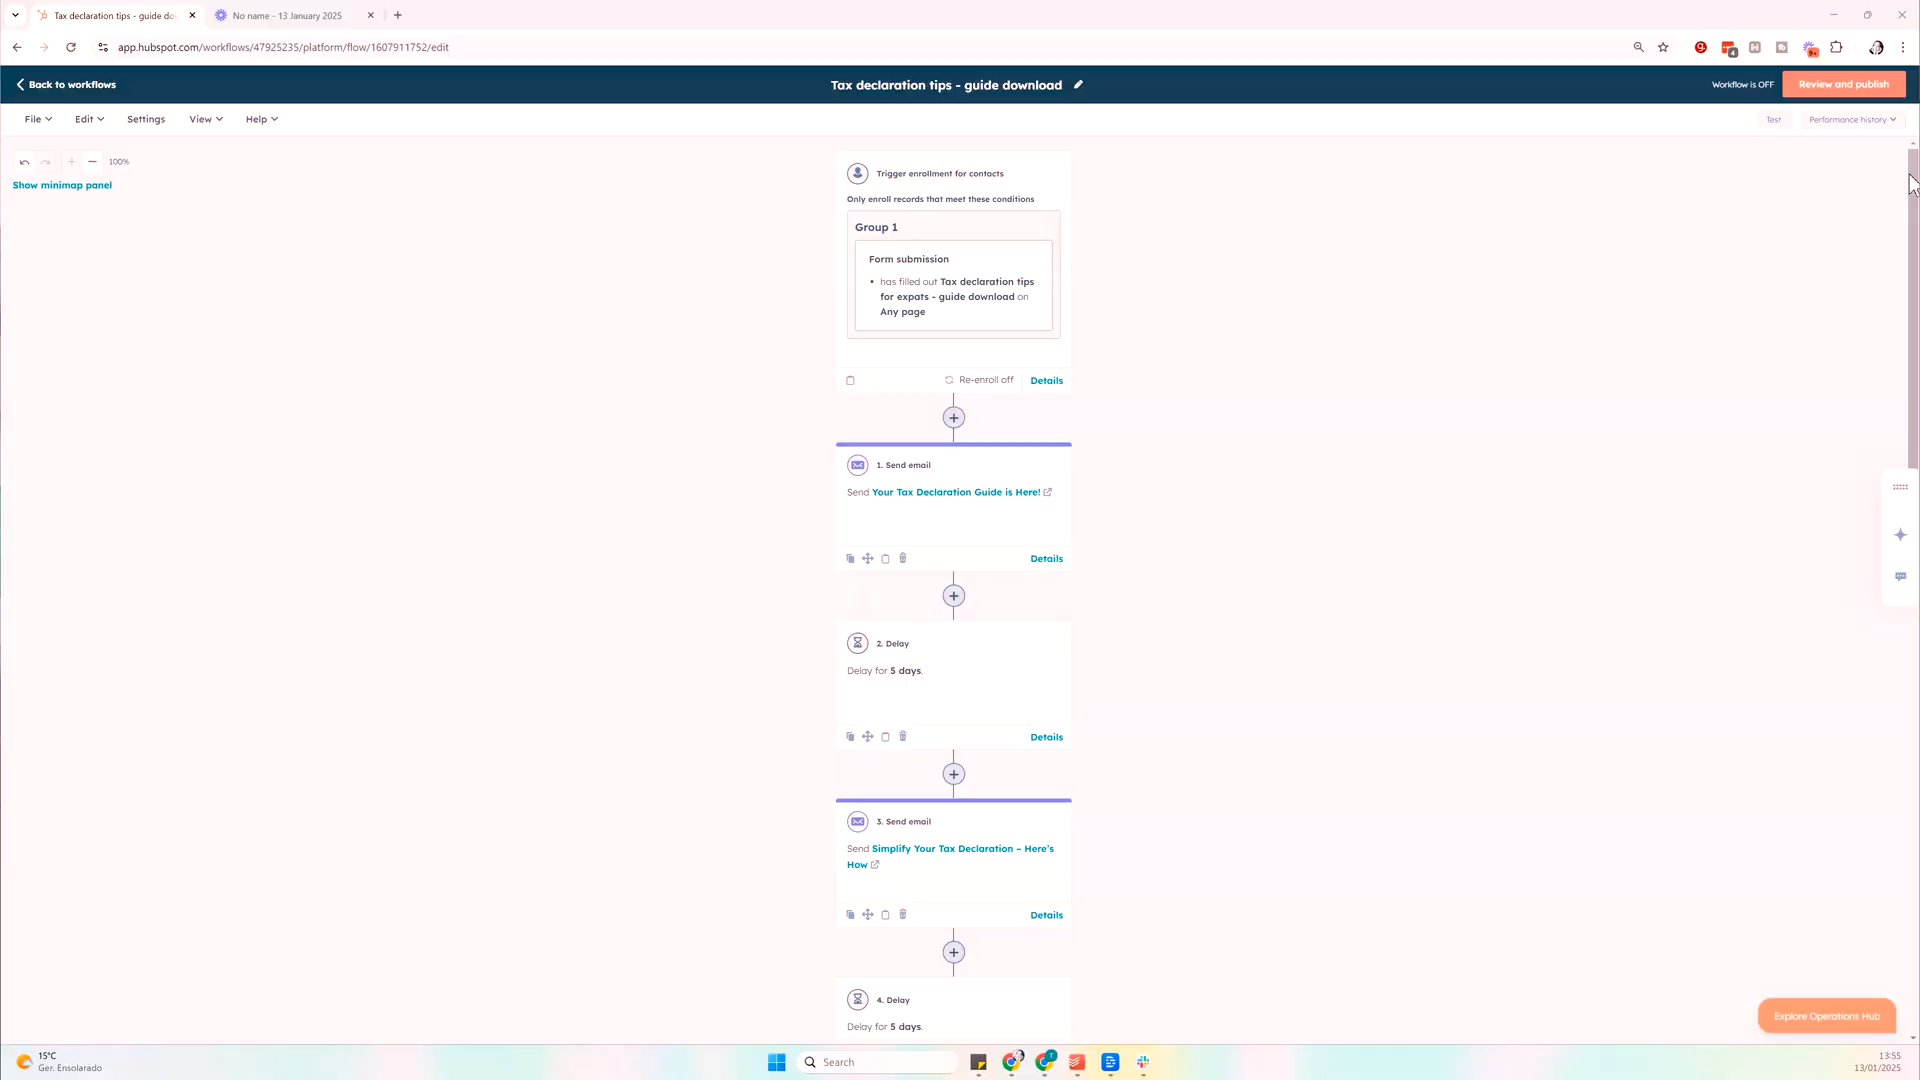 Tax declaration tips - guide do
No name - 13 January 2025
app.hubspot.com/workflows/47925235/platform/flow/1607911752/edit
Back to workflows
Tax declaration tips - guide download
Workflow is OFF
Review and publish
File
Edit
Settings
View
Help
Test
Performance history
100%
Show minimap panel
Trigger enrollment for contacts
Only enroll records that meet these conditions
Group 1
Form submission
• has filled out Tax declaration tips
for expats - guide download on
Any page
Re-enroll off
Details
1. Send email
Send Your Tax Declaration Guide is Here!
Details
2. Delay
Delay for 5 days.
Details
3. Send email
Send Simplify Your Tax Declaration – Here's
How
Details
4. Delay
Delay for 5 days.
Explore Operations Hub
15°C
Ger. Ensolarado
Search
13:55
13/01/2025